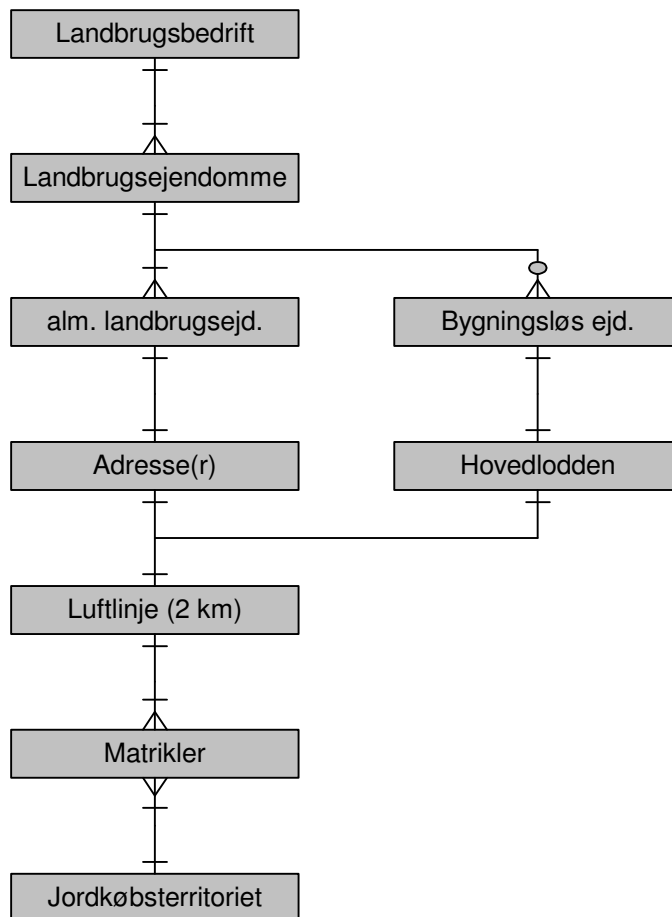 Landbrugsbedrift
Landbrugsejendomme
alm. landbrugsejd.
Bygningsløs ejd.
Adresse(r)
Hovedlodden
Luftlinje (2 km)
Matrikler
Jordkøbsterritoriet